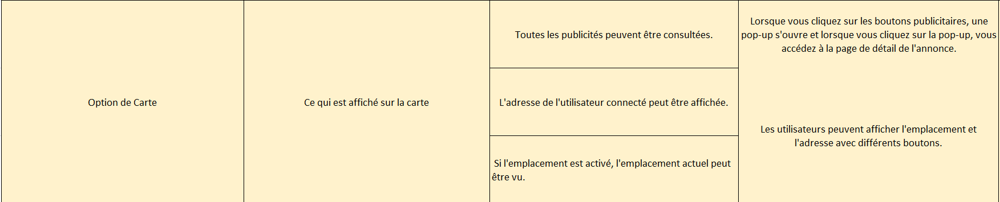 Option de Carte
Ce qui est affiché sur la carte
Toutes les publicités peuvent être consultées.
L'adresse de l'utilisateur connecté peut être affichée.
Si l'emplacement est activé, l'emplacement actuel peut
être vu.
Lorsque vous cliquez sur les boutons publicitaires, une
pop-up s'ouvre et lorsque vous cliquez sur la pop-up, vous
accédez à la page de détail de l'annonce.
Les utilisateurs peuvent afficher l'emplacement et
l'adresse avec différents boutons.